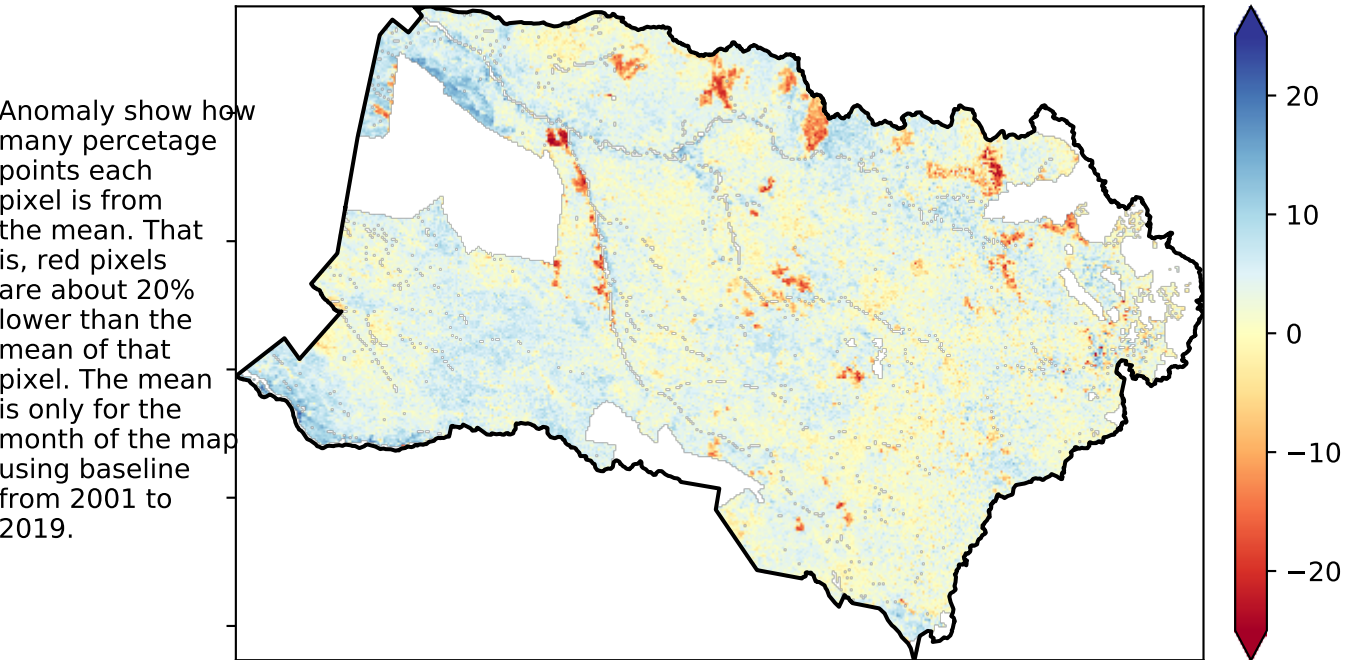 Anomaly show how
many percetage
points each
pixel is from
the mean. That
is, red pixels
are about 20%
lower than the
mean of that
pixel. The mean
is only for the
month of the map
using baseline
from 2001 to
2019.
20
10
0
−10
−20